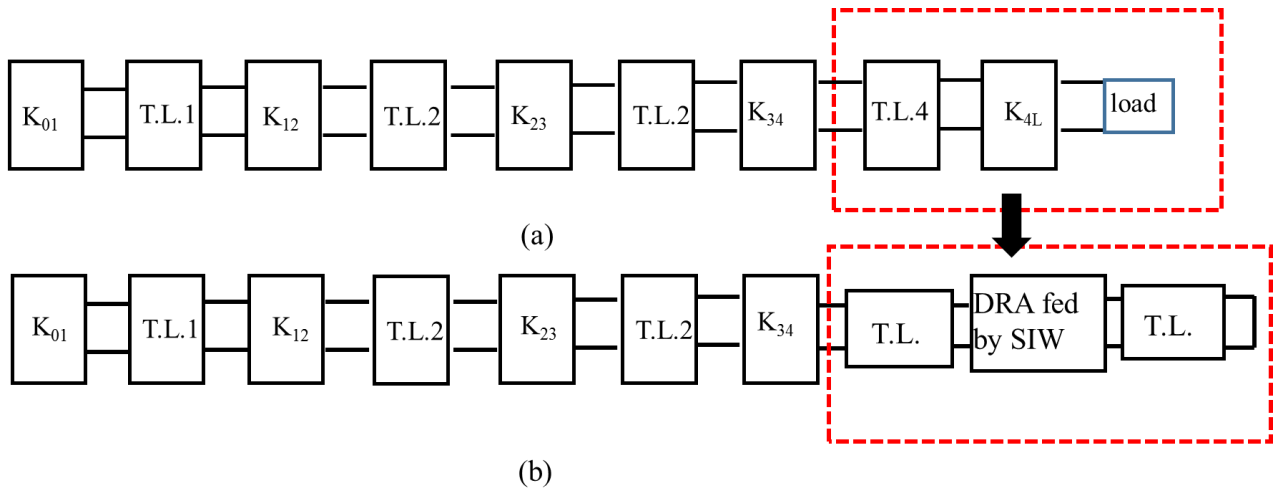 K₀₁ T.L.1 K₁₂ T.L.2 K₂₃ T.L.2 K₃₄ T.L.4 K₄L load
(a)
K₀₁ T.L.1 K₁₂ T.L.2 K₂₃ T.L.2 K₃₄ T.L. DRA fed
by SIW T.L.
(b)